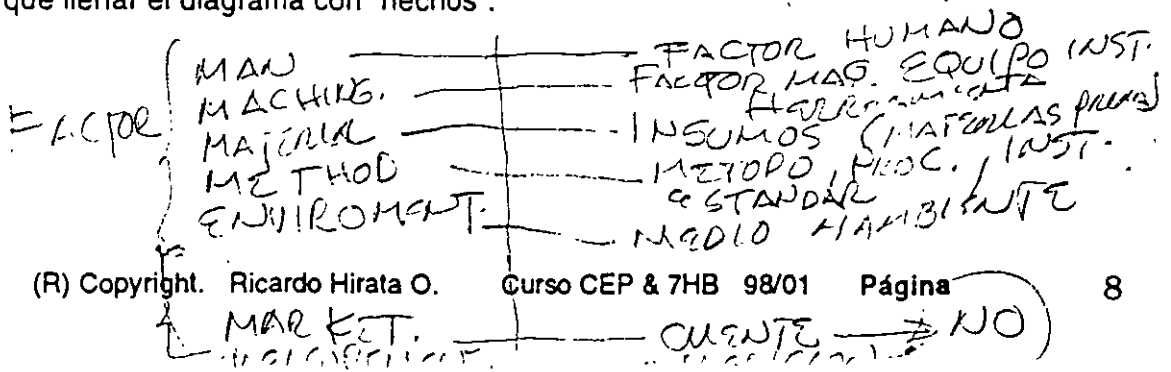 que llenar el diagrama con "hechos".
FACTOR
MAN — FACTOR HUMANO
MACHING. — FACTOR MAQ. EQUIPO INST.
HERRAMIENTA
MATERIAL — INSUMOS (MATERIAS PRIMAS)
METHOD — METODO, PROC., INST.
ESTANDAR
ENVIROMENT. — MEDIO HAMBIENTE
(R) Copyright. Ricardo Hirata O. Curso CEP & 7HB 98/01 Página 8
MARKET. — CLIENTE → NO